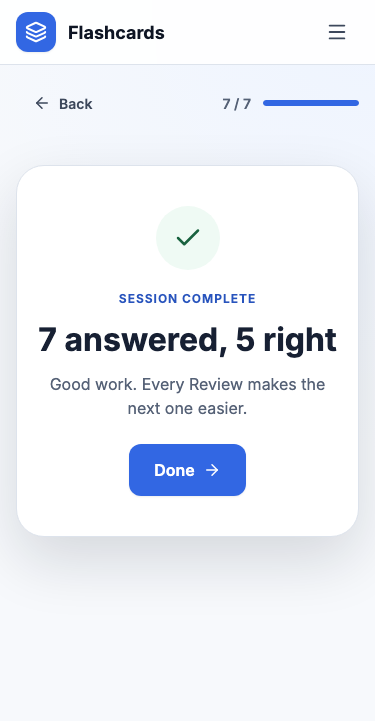 Flashcards
Back
7 / 7
SESSION COMPLETE
7 answered, 5 right
Good work. Every Review makes the
next one easier.
Done